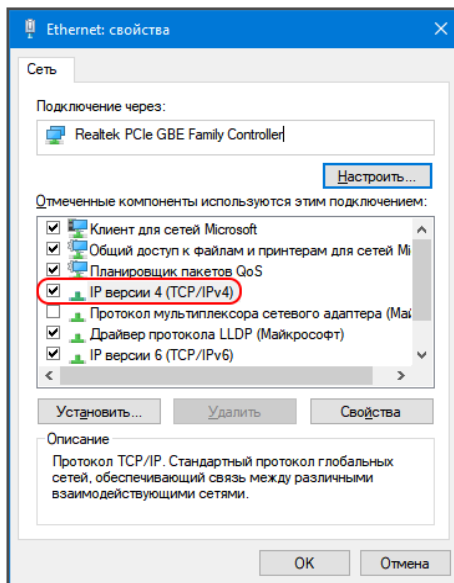 Ethernet: свойства
Сеть
Подключение через:
Realtek PCIe GBE Family Controller
Настроить...
Отмеченные компоненты используются этим подключением:
Клиент для сетей Microsoft
Общий доступ к файлам и принтерам для сетей Mi
Планировщик пакетов QoS
IP версии 4 (TCP/IPv4)
Протокол мультиплексора сетевого адаптера (Май
Драйвер протокола LLDP (Майкрософт)
IP версии 6 (TCP/IPv6)
Установить... Удалить Свойства
Описание
Протокол TCP/IP. Стандартный протокол глобальных
сетей, обеспечивающий связь между различными
взаимодействующими сетями.
OK Отмена